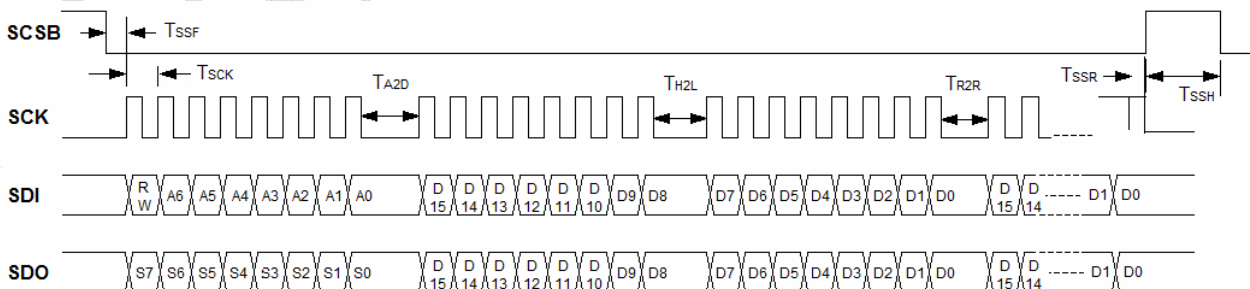 SCSB TSSF TSSR TSSH
TSCK TA2D TH2L TR2R
SCK
SDI R W A6 A5 A4 A3 A2 A1 A0 D 15 D 14 D 13 D 12 D 11 D 10 D9 D8 D7 D6 D5 D4 D3 D2 D1 D0 D 15 D 14 D1 D0
SDO S7 S6 S5 S4 S3 S2 S1 S0 D 15 D 14 D 13 D 12 D 11 D 10 D9 D8 D7 D6 D5 D4 D3 D2 D1 D0 D 15 D 14 D1 D0